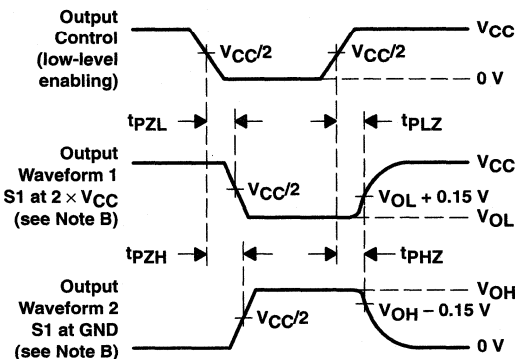 Output
Control
(low-level
enabling)
VCC/2
VCC/2
VCC
0 V
tPZL
tPLZ
Output
Waveform 1
S1 at 2 × VCC
(see Note B)
VCC/2
VCC
VOL + 0.15 V
VOL
tPZH
tPHZ
Output
Waveform 2
S1 at GND
(see Note B)
VCC/2
VOH
VOH − 0.15 V
0 V